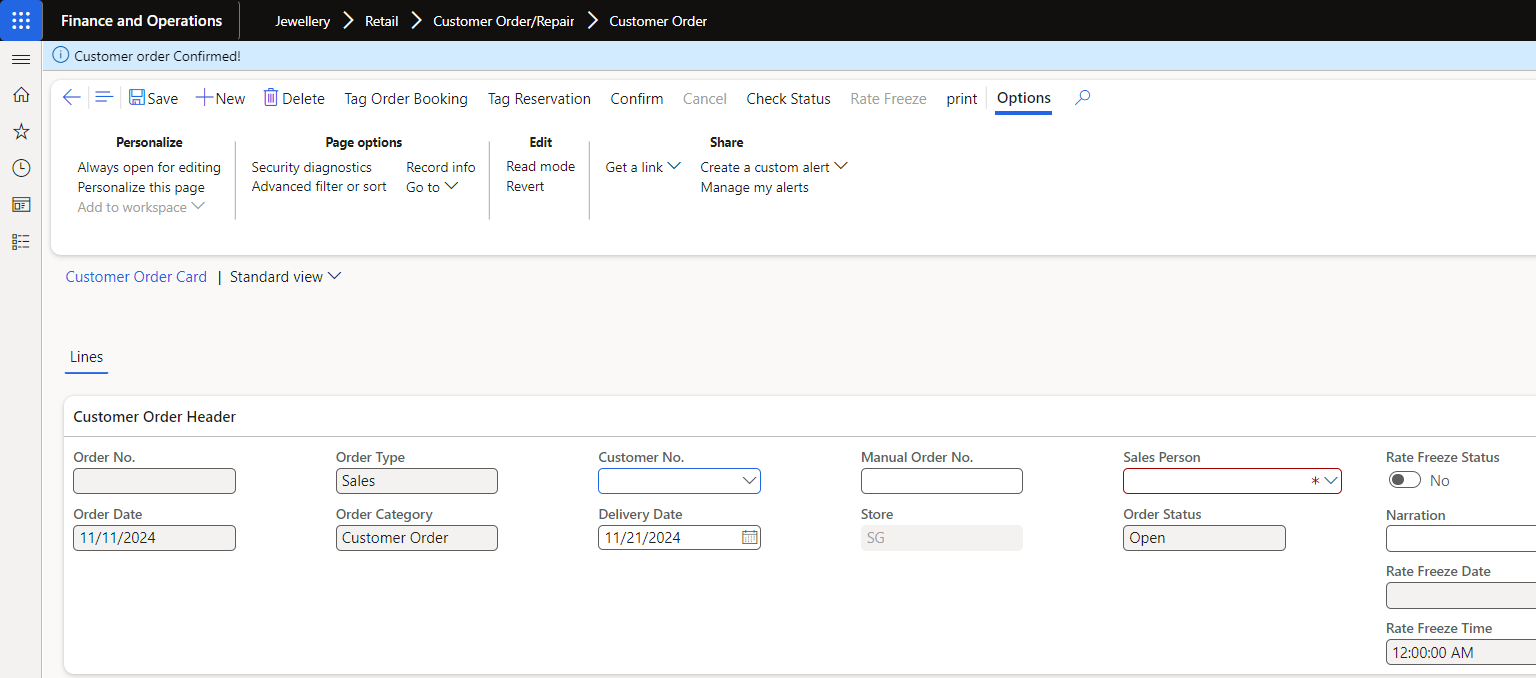 Finance and Operations Jewellery Retail Customer Order/Repair Customer Order
Customer order Confirmed!
Save New Delete Tag Order Booking Tag Reservation Confirm Cancel Check Status Rate Freeze print Options
Personalize Page options Edit Share
Always open for editing Security diagnostics Record info Read mode Get a link Create a custom alert
Personalize this page Advanced filter or sort Go to Revert Manage my alerts
Add to workspace
Customer Order Card | Standard view
Lines
Customer Order Header
Order No. Order Type Customer No. Manual Order No. Sales Person Rate Freeze Status
Sales * No
Order Date Order Category Delivery Date Store Order Status Narration
11/11/2024 Customer Order 11/21/2024 SG Open
Rate Freeze Date
Rate Freeze Time
12:00:00 AM